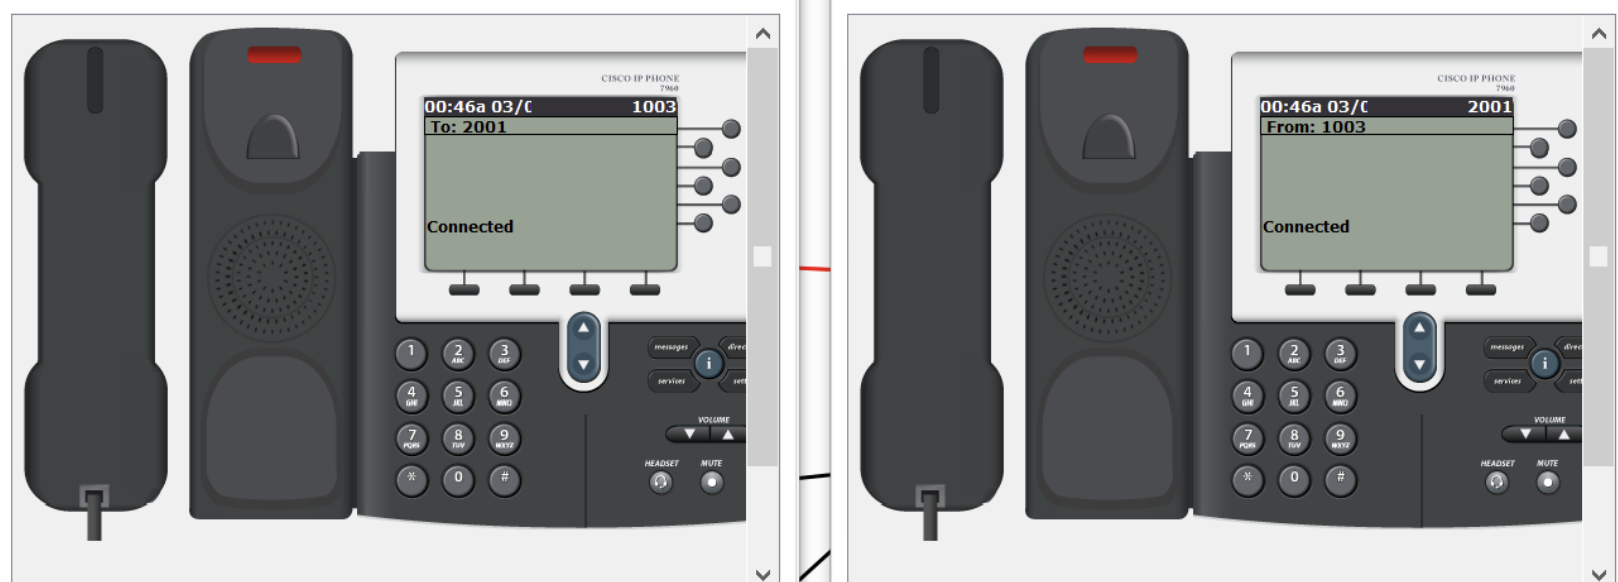 CISCO IP PHONE
7960
00:46a 03/0 1003
To: 2001
Connected
1
2
ABC
3
DEF
4
GHI
5
JKL
6
MNO
7
PQRS
8
TUV
9
WXYZ
*
0
#
messages
direc
i
services
sett
VOLUME
HEADSET MUTE
CISCO IP PHONE
7960
00:46a 03/0 2001
From: 1003
Connected
1
2
ABC
3
DEF
4
GHI
5
JKL
6
MNO
7
PQRS
8
TUV
9
WXYZ
*
0
#
messages
direc
i
services
sett
VOLUME
HEADSET MUTE